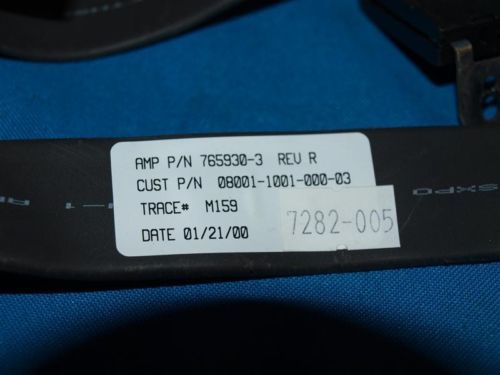 AMP P/N 765930-3 REV R
CUST P/N 08001-1001-000-03
TRACE# M159
DATE 01/21/00
7282-005